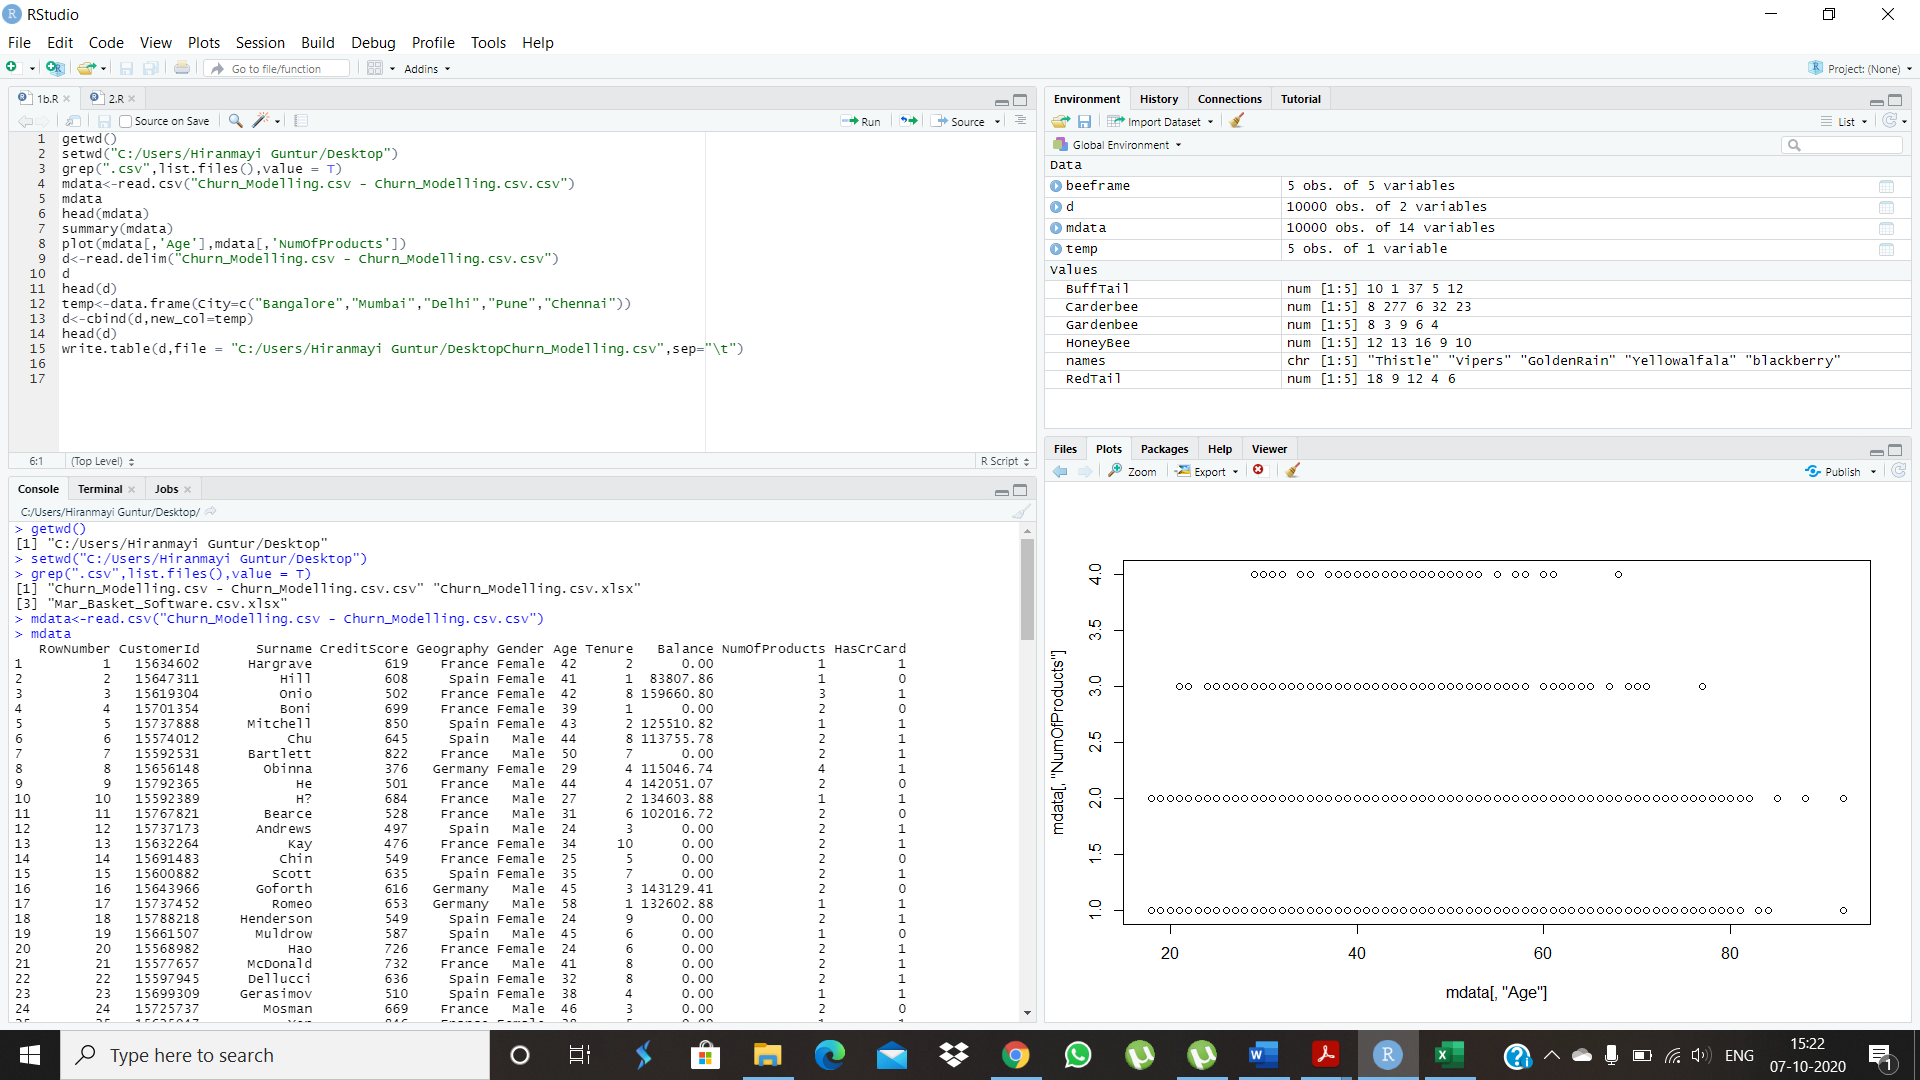 RStudio
File Edit Code View Plots Session Build Debug Profile Tools Help
Go to file/function Addins Project: (None)
1b.R 2.R
Source on Save Run Source
1 getwd()
2 setwd("C:/Users/Hiranmayi Guntur/Desktop")
3 grep(".csv",list.files(),value = T)
4 mdata<-read.csv("Churn_Modelling.csv - Churn_Modelling.csv.csv")
5 mdata
6 head(mdata)
7 summary(mdata)
8 plot(mdata[,'Age'],mdata[,'NumOfProducts'])
9 d<-read.delim("Churn_Modelling.csv - Churn_Modelling.csv.csv")
10 d
11 head(d)
12 temp<-data.frame(City=c("Bangalore","Mumbai","Delhi","Pune","Chennai"))
13 d<-cbind(d,new_col=temp)
14 head(d)
15 write.table(d,file = "C:/Users/Hiranmayi Guntur/DesktopChurn_Modelling.csv",sep="\t")
16
17
6:1 (Top Level) R Script
Console Terminal Jobs
C:/Users/Hiranmayi Guntur/Desktop/
> getwd()
[1] "C:/Users/Hiranmayi Guntur/Desktop"
> setwd("C:/Users/Hiranmayi Guntur/Desktop")
> grep(".csv",list.files(),value = T)
[1] "Churn_Modelling.csv - Churn_Modelling.csv.csv" "Churn_Modelling.csv.xlsx"
[3] "Mar_Basket_Software.csv.xlsx"
> mdata<-read.csv("Churn_Modelling.csv - Churn_Modelling.csv.csv")
> mdata
RowNumber CustomerId Surname CreditScore Geography Gender Age Tenure Balance NumOfProducts HasCrCard
1 1 15634602 Hargrave 619 France Female 42 2 0.00 1 1
2 2 15647311 Hill 608 Spain Female 41 1 83807.86 1 0
3 3 15619304 Onio 502 France Female 42 8 159660.80 3 1
4 4 15701354 Boni 699 France Female 39 1 0.00 2 0
5 5 15737888 Mitchell 850 Spain Female 43 2 125510.82 1 1
6 6 15574012 Chu 645 Spain Male 44 8 113755.78 2 1
7 7 15592531 Bartlett 822 France Male 50 7 0.00 2 1
8 8 15656148 Obinna 376 Germany Female 29 4 115046.74 4 1
9 9 15792365 He 501 France Male 44 4 142051.07 2 0
10 10 15592389 H? 684 France Male 27 2 134603.88 1 1
11 11 15767821 Bearce 528 France Male 31 6 102016.72 2 0
12 12 15737173 Andrews 497 Spain Male 24 3 0.00 2 1
13 13 15632264 Kay 476 France Female 34 10 0.00 2 1
14 14 15691483 Chin 549 France Female 25 5 0.00 2 0
15 15 15600882 Scott 635 Spain Female 35 7 0.00 2 1
16 16 15643966 Goforth 616 Germany Male 45 3 143129.41 2 0
17 17 15737452 Romeo 653 Germany Male 58 1 132602.88 1 1
18 18 15788218 Henderson 549 Spain Female 24 9 0.00 2 1
19 19 15661507 Muldrow 587 Spain Male 45 6 0.00 1 0
20 20 15568982 Hao 726 France Female 24 6 0.00 2 1
21 21 15577657 McDonald 732 France Male 41 8 0.00 2 1
22 22 15597945 Dellucci 636 Spain Female 32 8 0.00 2 1
23 23 15699309 Gerasimov 510 Spain Female 38 4 0.00 1 1
24 24 15725737 Mosman 669 France Male 46 3 0.00 2 0
Environment History Connections Tutorial
Import Dataset List
Global Environment
Data
beeframe 5 obs. of 5 variables
d 10000 obs. of 2 variables
mdata 10000 obs. of 14 variables
temp 5 obs. of 1 variable
Values
BuffTail num [1:5] 10 1 37 5 12
Carderbee num [1:5] 8 277 6 32 23
Gardenbee num [1:5] 8 3 9 6 4
HoneyBee num [1:5] 12 13 16 9 10
names chr [1:5] "Thistle" "Vipers" "GoldenRain" "Yellowalfala" "blackberry"
RedTail num [1:5] 18 9 12 4 6
Files Plots Packages Help Viewer
Zoom Export Publish
mdata[, "NumOfProducts"]
4.0
3.5
3.0
2.5
2.0
1.5
1.0
20 40 60 80
mdata[, "Age"]
Type here to search
ENG
15:22
07-10-2020
1